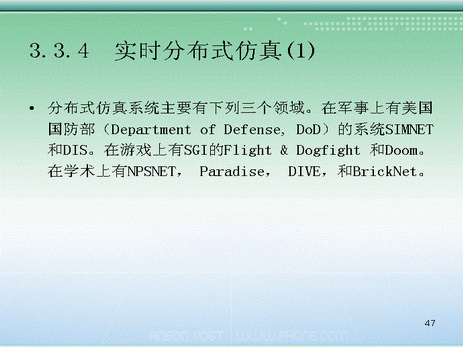 3.3.4 实时分布式仿真(1)
• 分布式仿真系统主要有下列三个领域。在军事上有美国
国防部（Department of Defense, DoD）的系统SIMNET
和DIS。在游戏上有SGI的Flight & Dogfight 和Doom。
在学术上有NPSNET， Paradise， DIVE，和BrickNet。
47